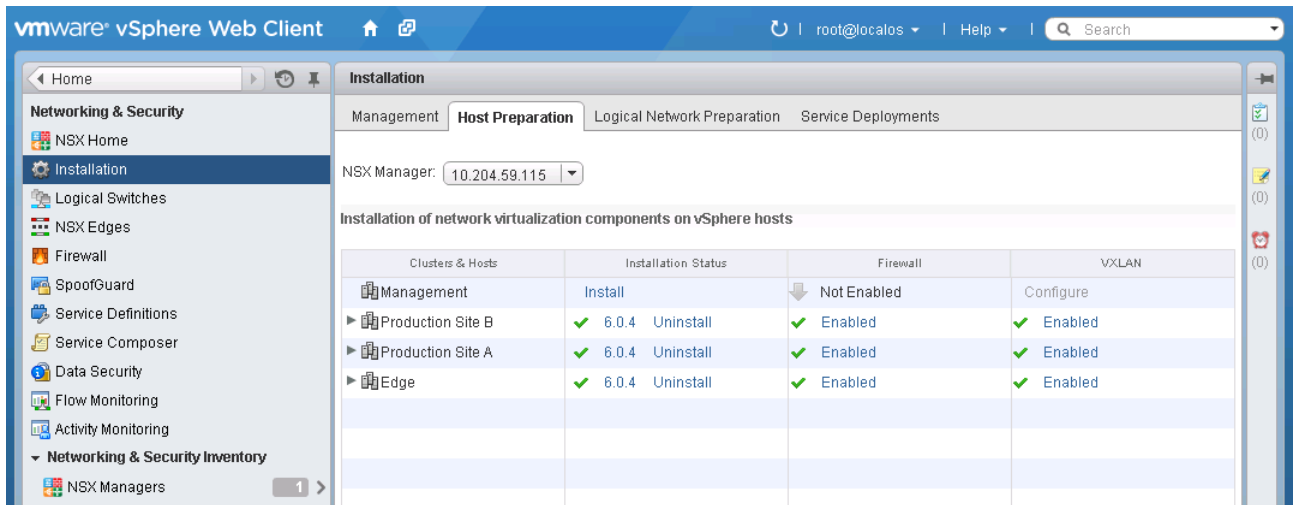 vmware® vSphere Web Client
root@localos
Help
Search
Home
Networking & Security
NSX Home
Installation
Logical Switches
NSX Edges
Firewall
SpoofGuard
Service Definitions
Service Composer
Data Security
Flow Monitoring
Activity Monitoring
Networking & Security Inventory
NSX Managers 1
Installation
Management Host Preparation Logical Network Preparation Service Deployments
NSX Manager: 10.204.59.115
Installation of network virtualization components on vSphere hosts
Clusters & Hosts Installation Status Firewall VXLAN
Management Install Not Enabled Configure
Production Site B 6.0.4 Uninstall Enabled Enabled
Production Site A 6.0.4 Uninstall Enabled Enabled
Edge 6.0.4 Uninstall Enabled Enabled
(0)
(0)
(0)